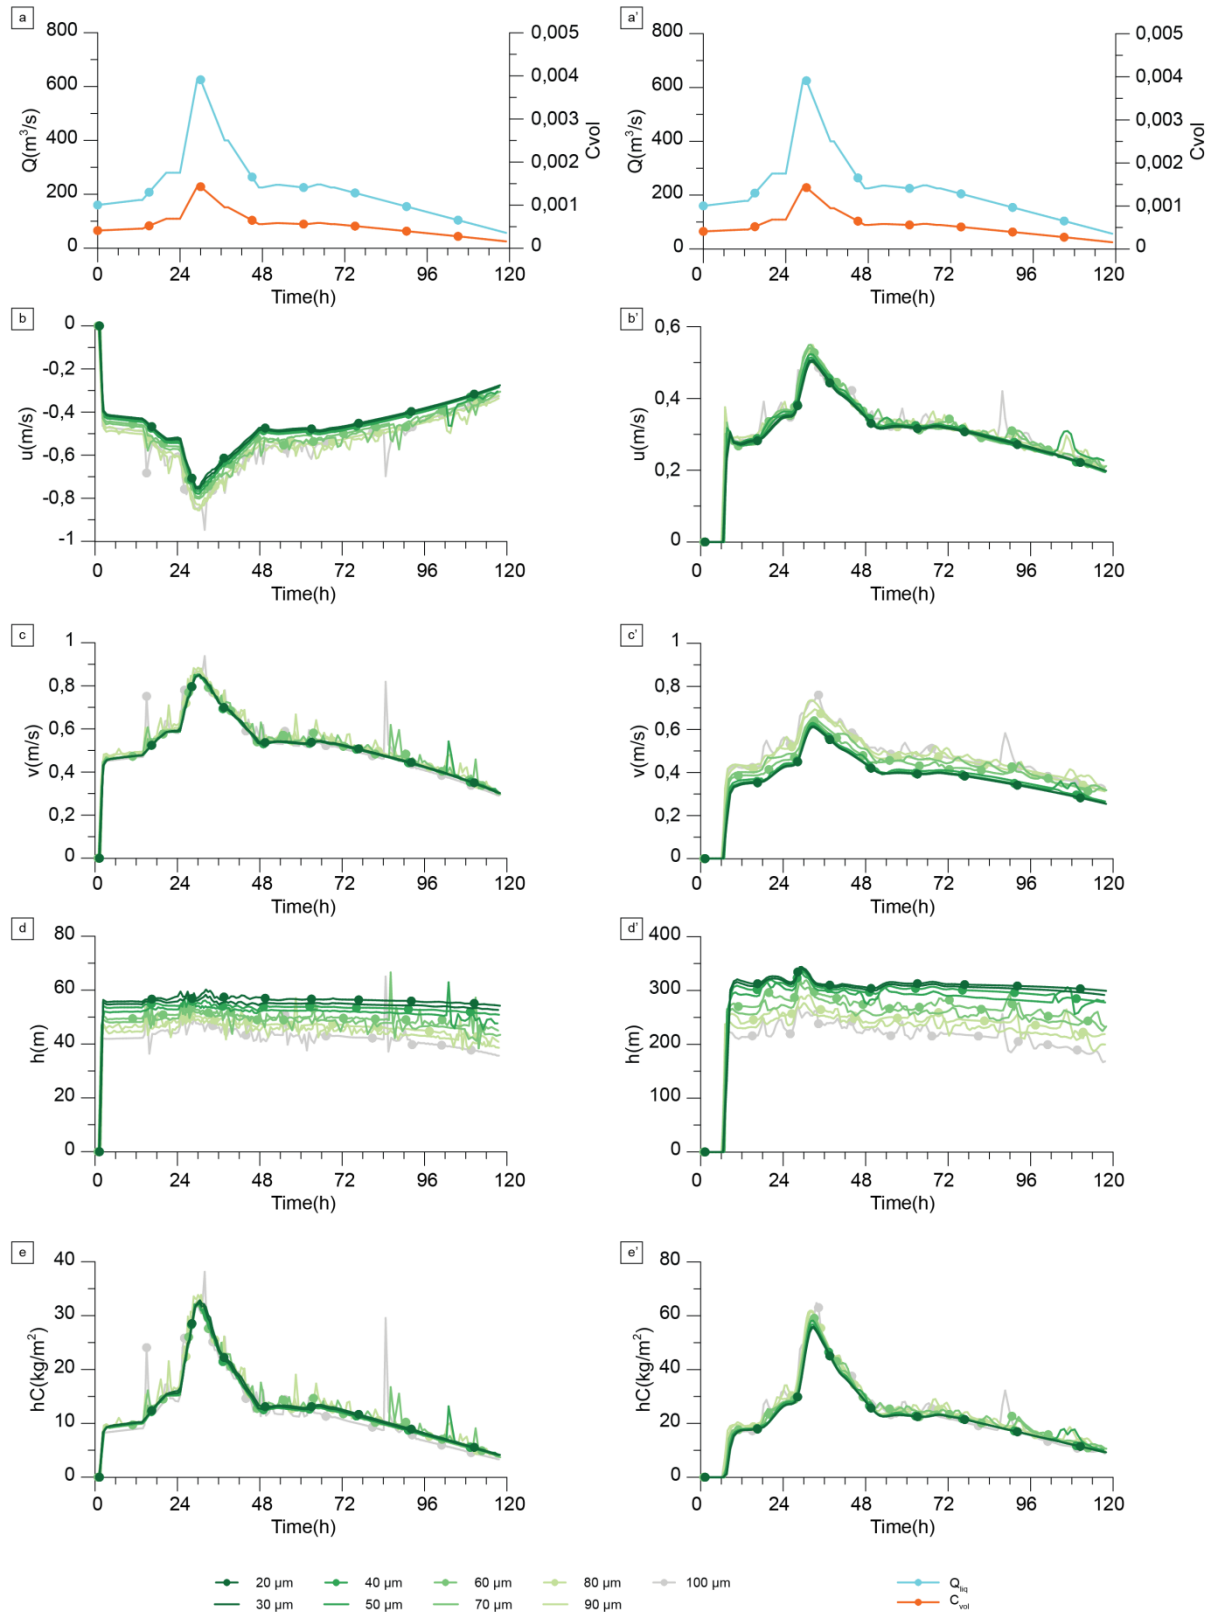 a
800
600
400
200
0
Q(m³/s)
0,005
0,004
0,003
0,002
0,001
0
Cvol
0 24 48 72 96 120
Time(h)
a'
800
600
400
200
0
Q(m³/s)
0,005
0,004
0,003
0,002
0,001
0
Cvol
0 24 48 72 96 120
Time(h)
b
0
-0,2
-0,4
-0,6
-0,8
-1
u(m/s)
0 24 48 72 96 120
Time(h)
b'
0,6
0,4
0,2
0
u(m/s)
0 24 48 72 96 120
Time(h)
c
1
0,8
0,6
0,4
0,2
0
v(m/s)
0 24 48 72 96 120
Time(h)
c'
1
0,8
0,6
0,4
0,2
0
v(m/s)
0 24 48 72 96 120
Time(h)
d
80
60
40
20
0
h(m)
0 24 48 72 96 120
Time(h)
d'
400
300
200
100
0
h(m)
0 24 48 72 96 120
Time(h)
e
40
30
20
10
0
hC(kg/m²)
0 24 48 72 96 120
Time(h)
e'
80
60
40
20
0
hC(kg/m²)
0 24 48 72 96 120
Time(h)
20 µm 40 µm 60 µm 80 µm 100 µm Qliq
30 µm 50 µm 70 µm 90 µm Cvol